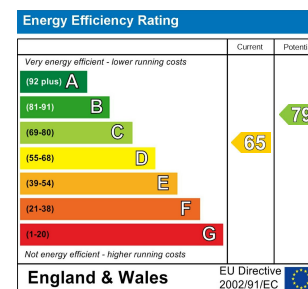 Energy Efficiency Rating
Current Potenti
Very energy efficient - lower running costs
(92 plus) A
(81-91) B
79
(69-80) C
65
(55-68) D
(39-54) E
(21-38) F
(1-20) G
Not energy efficient - higher running costs
England & Wales
EU Directive
2002/91/EC